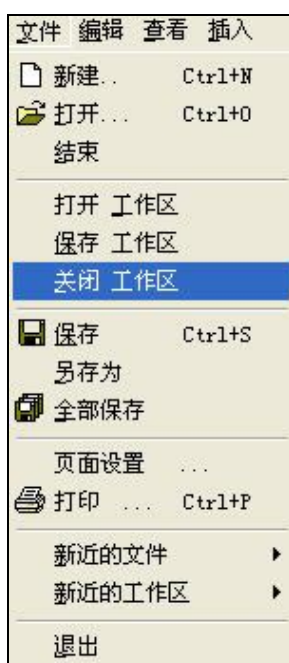 文件 编辑 查看 插入
新建.. Ctrl+N
打开... Ctrl+O
结束
打开 工作区
保存 工作区
关闭 工作区
保存 Ctrl+S
另存为
全部保存
页面设置 ...
打印 ... Ctrl+P
新近的文件
新近的工作区
退出